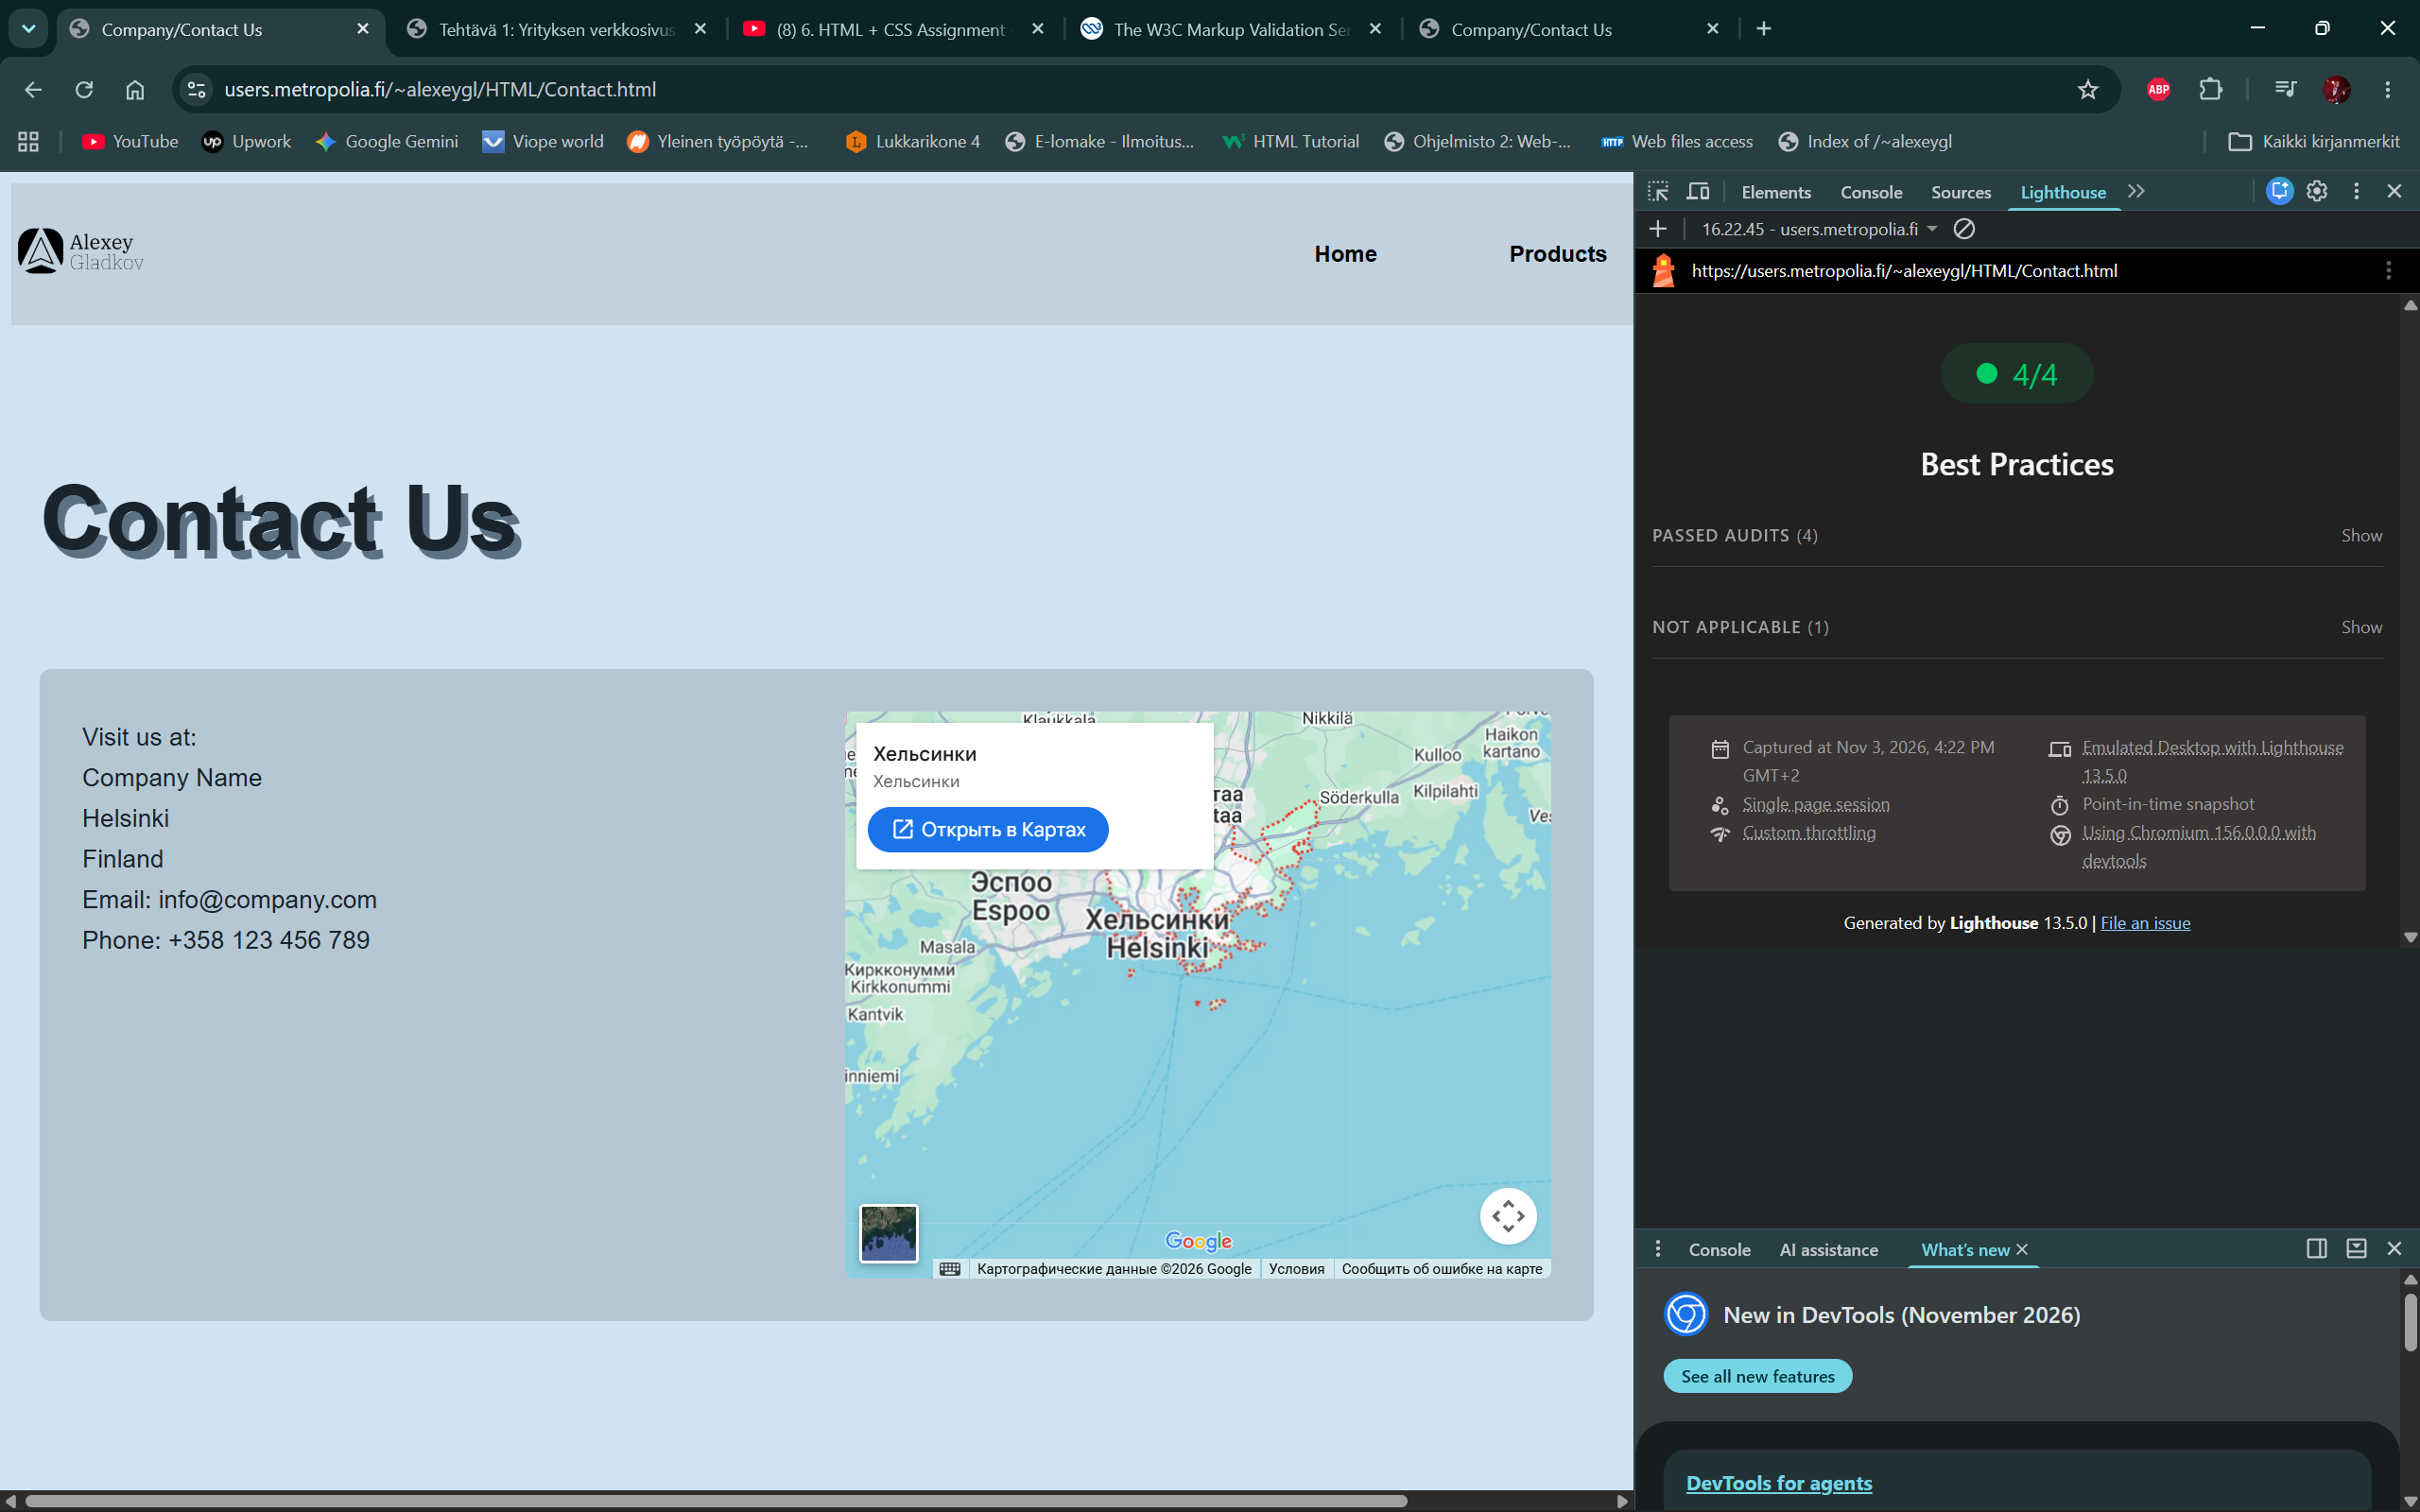 Company/Contact Us
Tehtävä 1: Yrityksen verkkosivus
(8) 6. HTML + CSS Assignment
The W3C Markup Validation Se
Company/Contact Us
users.metropolia.fi/~alexeygl/HTML/Contact.html
ABP
YouTube
Upwork
Google Gemini
Viope world
Yleinen työpöytä -...
Lukkarikone 4
E-lomake - Ilmoitus...
HTML Tutorial
Ohjelmisto 2: Web-...
Web files access
Index of /~alexeygl
Kaikki kirjanmerkit
Alexey
Gladkov
Home
Products
Contact Us
Visit us at:
Company Name
Helsinki
Finland
Email: info@company.com
Phone: +358 123 456 789
Klaukkala
Nikkilä
Haikon
kartano
Kulloo
Хельсинки
Хельсинки
Открыть в Картах
Söderkulla
Kilpilahti
Эспоо
Espoo
Хельсинки
Helsinki
Masala
Киркконумми
Kirkkonummi
Kantvik
inniemi
Google
Картографические данные ©2026 Google
Условия
Сообщить об ошибке на карте
Elements
Console
Sources
Lighthouse
16.22.45 - users.metropolia.fi
https://users.metropolia.fi/~alexeygl/HTML/Contact.html
4/4
Best Practices
PASSED AUDITS (4)
Show
NOT APPLICABLE (1)
Show
Captured at Nov 3, 2026, 4:22 PM
GMT+2
Single page session
Custom throttling
Emulated Desktop with Lighthouse
13.5.0
Point-in-time snapshot
Using Chromium 156.0.0.0 with
devtools
Generated by Lighthouse 13.5.0 | File an issue
Console
AI assistance
What's new
New in DevTools (November 2026)
See all new features
DevTools for agents